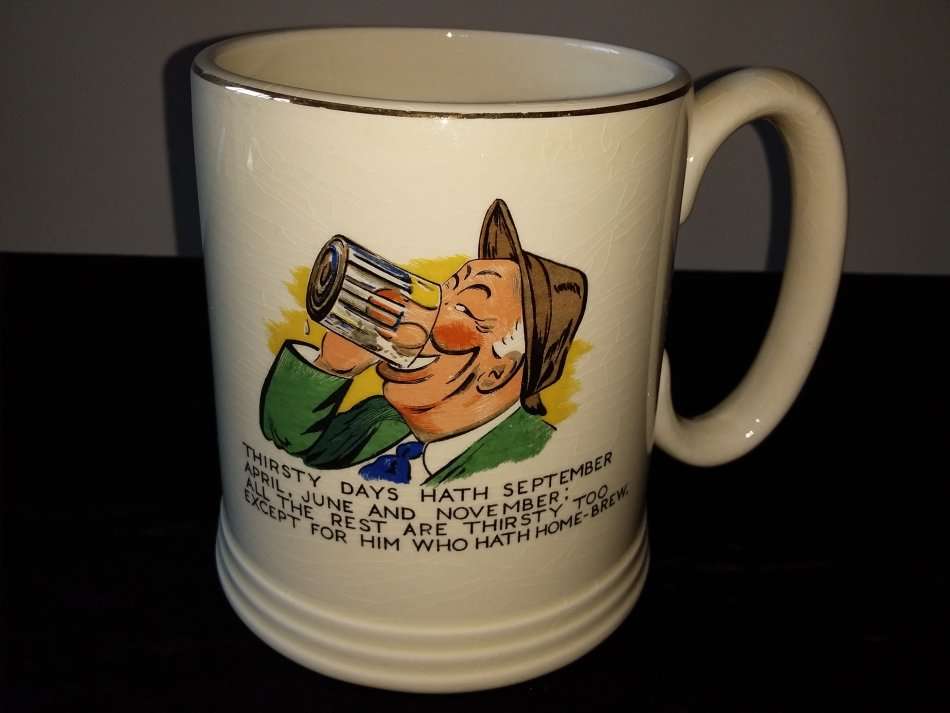 THIRSTY DAYS HATH SEPTEMBER
APRIL, JUNE AND NOVEMBER;
ALL THE REST ARE THIRSTY TOO
EXCEPT FOR HIM WHO HATH HOME-BREW.